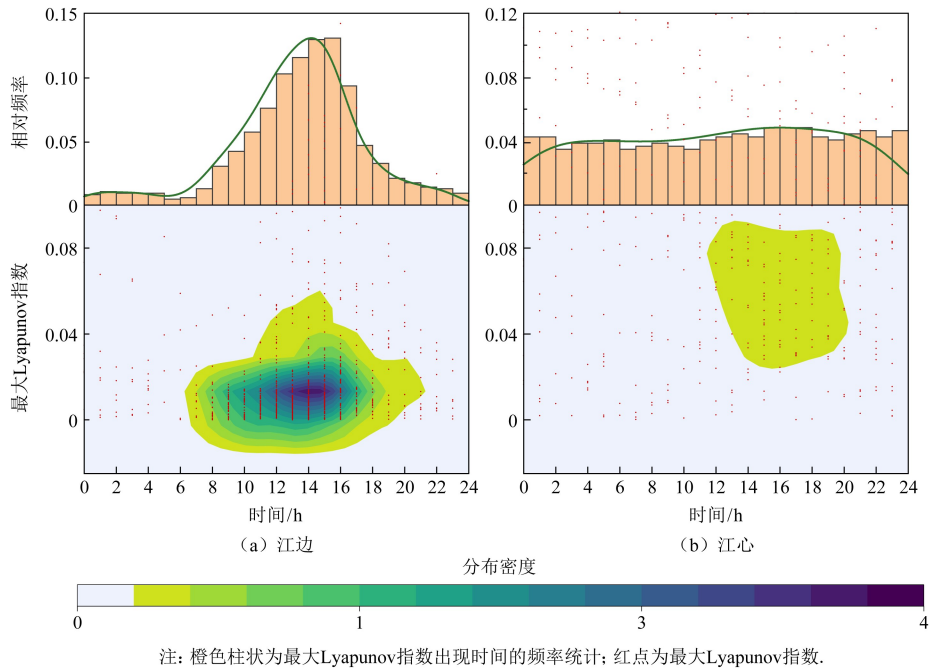 0.15
0.10
0.05
0
相对频率
0.12
0.08
0.04
0
0.08
0.04
0
最大Lyapunov指数
0.08
0.04
0
0 2 4 6 8 10 12 14 16 18 20 22 24
0 2 4 6 8 10 12 14 16 18 20 22 24
时间/h
时间/h
（a）江边
（b）江心
分布密度
0 1 3 4
注: 橙色柱状为最大Lyapunov指数出现时间的频率统计; 红点为最大Lyapunov指数.